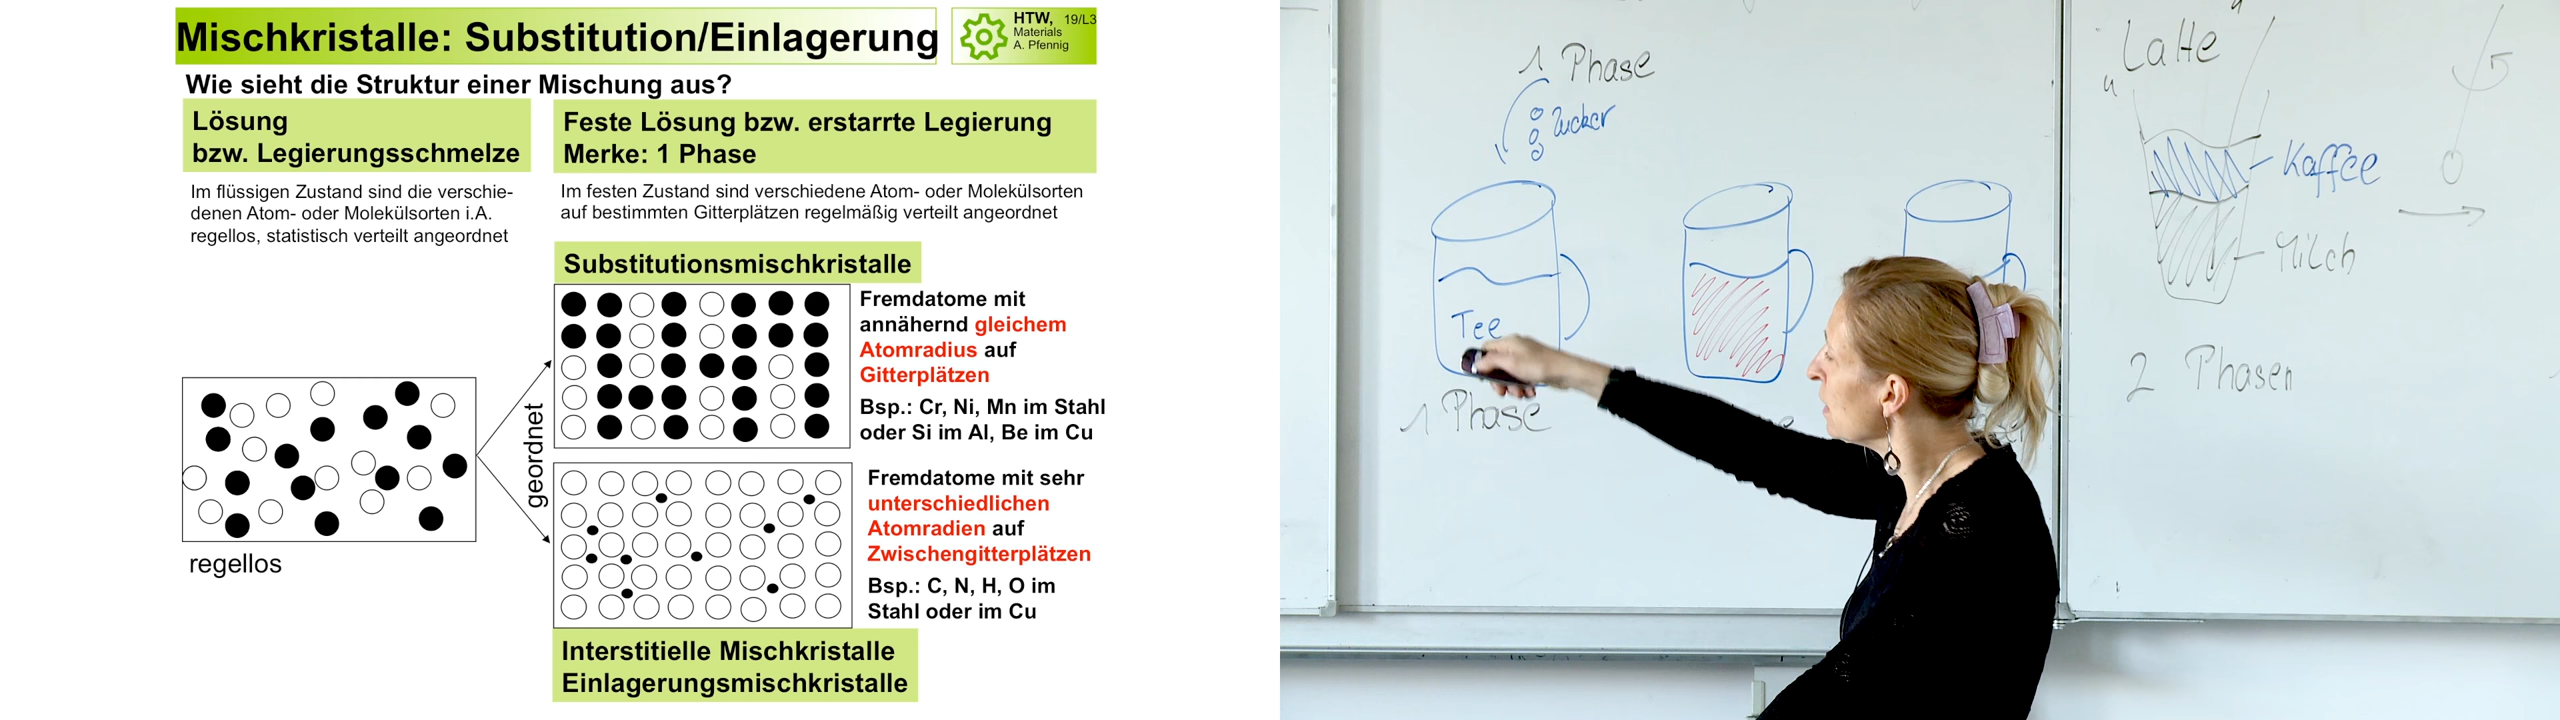 Mischkristalle: Substitution/Einlagerung
HTW, 19/L3
Materials
A. Pfennig
Wie sieht die Struktur einer Mischung aus?
Lösung
bzw. Legierungsschmelze
Feste Lösung bzw. erstarrte Legierung
Merke: 1 Phase
Im flüssigen Zustand sind die verschie-
denen Atom- oder Molekülsorten i.A.
regellos, statistisch verteilt angeordnet
Im festen Zustand sind verschiedene Atom- oder Molekülsorten
auf bestimmten Gitterplätzen regelmäßig verteilt angeordnet
Substitutionsmischkristalle
Fremdatome mit
annähernd gleichem
Atomradius auf
Gitterplätzen
Bsp.: Cr, Ni, Mn im Stahl
oder Si im Al, Be im Cu
geordnet
regellos
Fremdatome mit sehr
unterschiedlichen
Atomradien auf
Zwischengitterplätzen
Bsp.: C, N, H, O im
Stahl oder im Cu
Interstitielle Mischkristalle
Einlagerungsmischkristalle
1 Phase
Zucker
Tee
1 Phase
"Latte"
Kaffee
Milch
2 Phasen